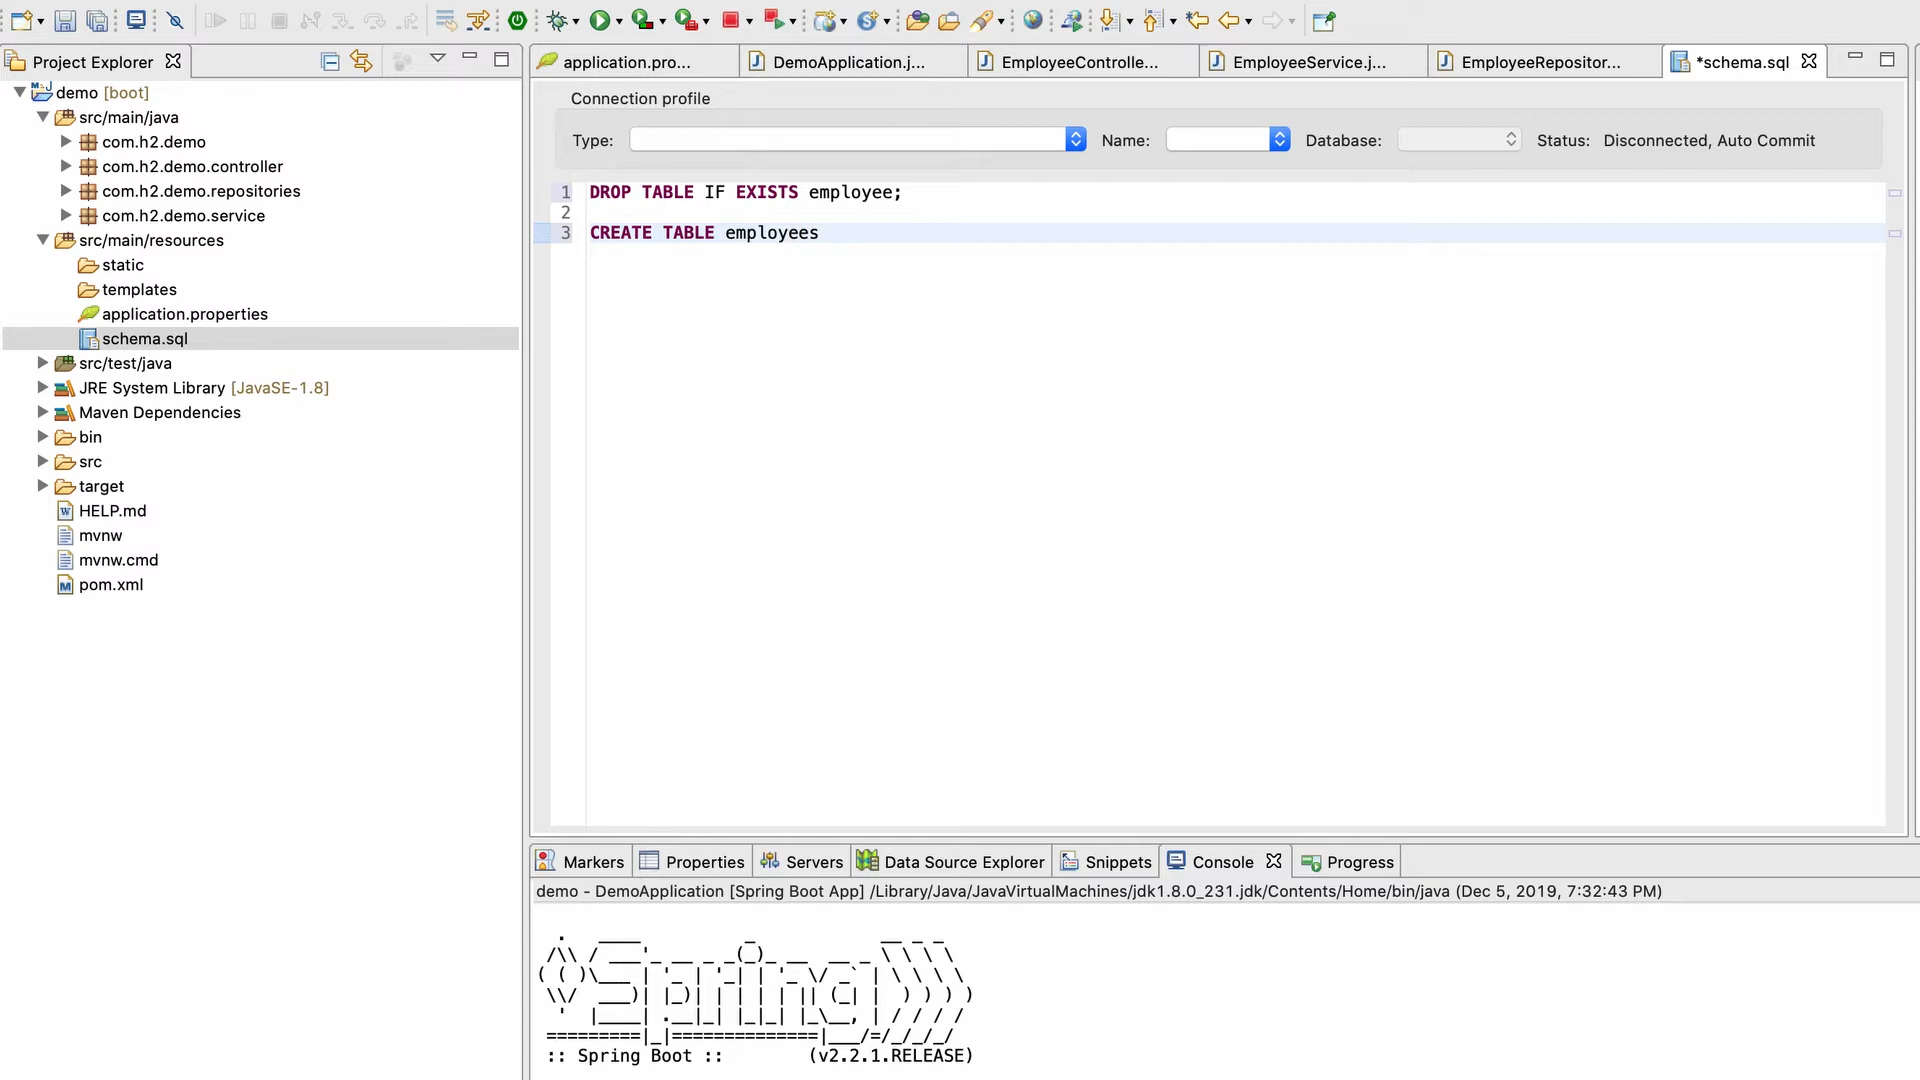 Project Explorer
demo [boot]
src/main/java
com.h2.demo
com.h2.demo.controller
com.h2.demo.repositories
com.h2.demo.service
src/main/resources
static
templates
application.properties
schema.sql
src/test/java
JRE System Library [JavaSE-1.8]
Maven Dependencies
bin
src
target
HELP.md
mvnw
mvnw.cmd
pom.xml
application.pro... DemoApplication.j... EmployeeControlle... EmployeeService.j... EmployeeRepositor... *schema.sql
Connection profile
Type: Name: Database: Status: Disconnected, Auto Commit
1 DROP TABLE IF EXISTS employee;
2
3 CREATE TABLE employees
Markers Properties Servers Data Source Explorer Snippets Console Progress
demo - DemoApplication [Spring Boot App] /Library/Java/JavaVirtualMachines/jdk1.8.0_231.jdk/Contents/Home/bin/java (Dec 5, 2019, 7:32:43 PM)
Spring
:: Spring Boot :: (v2.2.1.RELEASE)